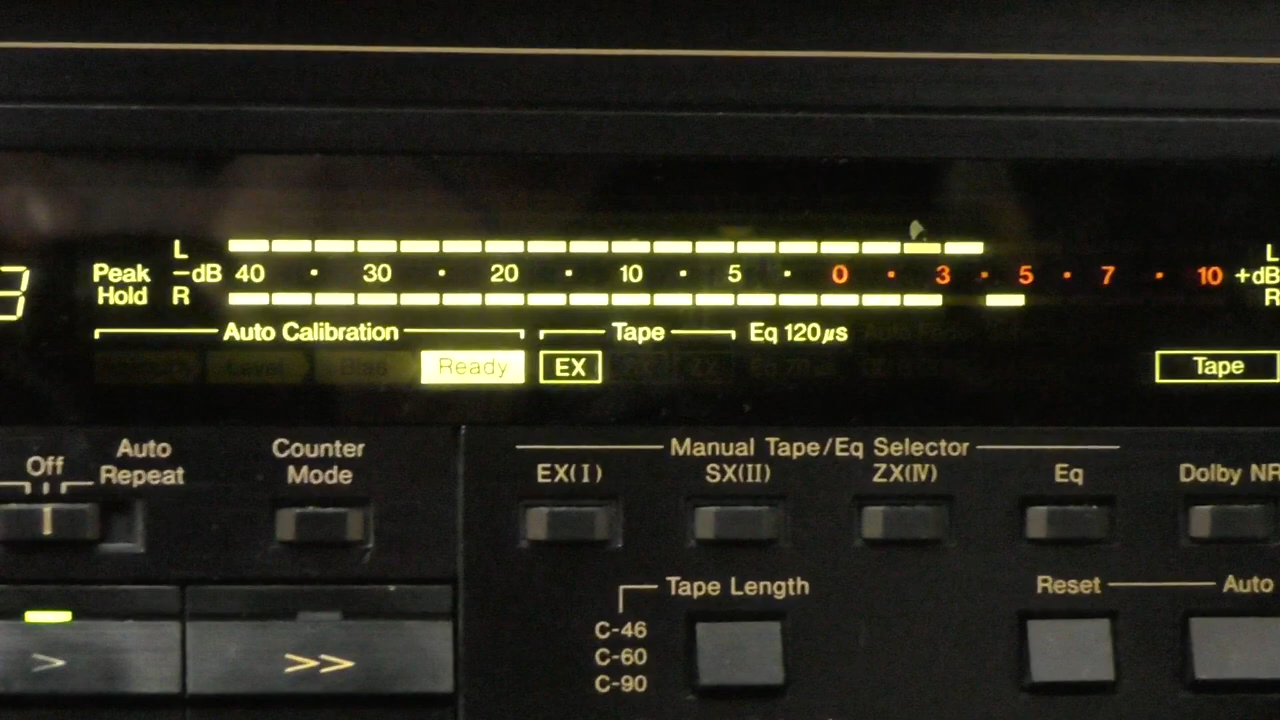 L
Peak -dB 40 · 30 · 20 · 10 · 5 · 0 · 3 · 5 · 7 · 10 +dB
Hold R
L
R
Auto Calibration Tape Eq 120µs
Level Bias Ready EX Tape
Off Auto Repeat
Counter Mode
Manual Tape/Eq Selector
EX(I) SX(II) ZX(IV) Eq Dolby NR
Tape Length
Reset Auto
C-46
C-60
C-90
> >>